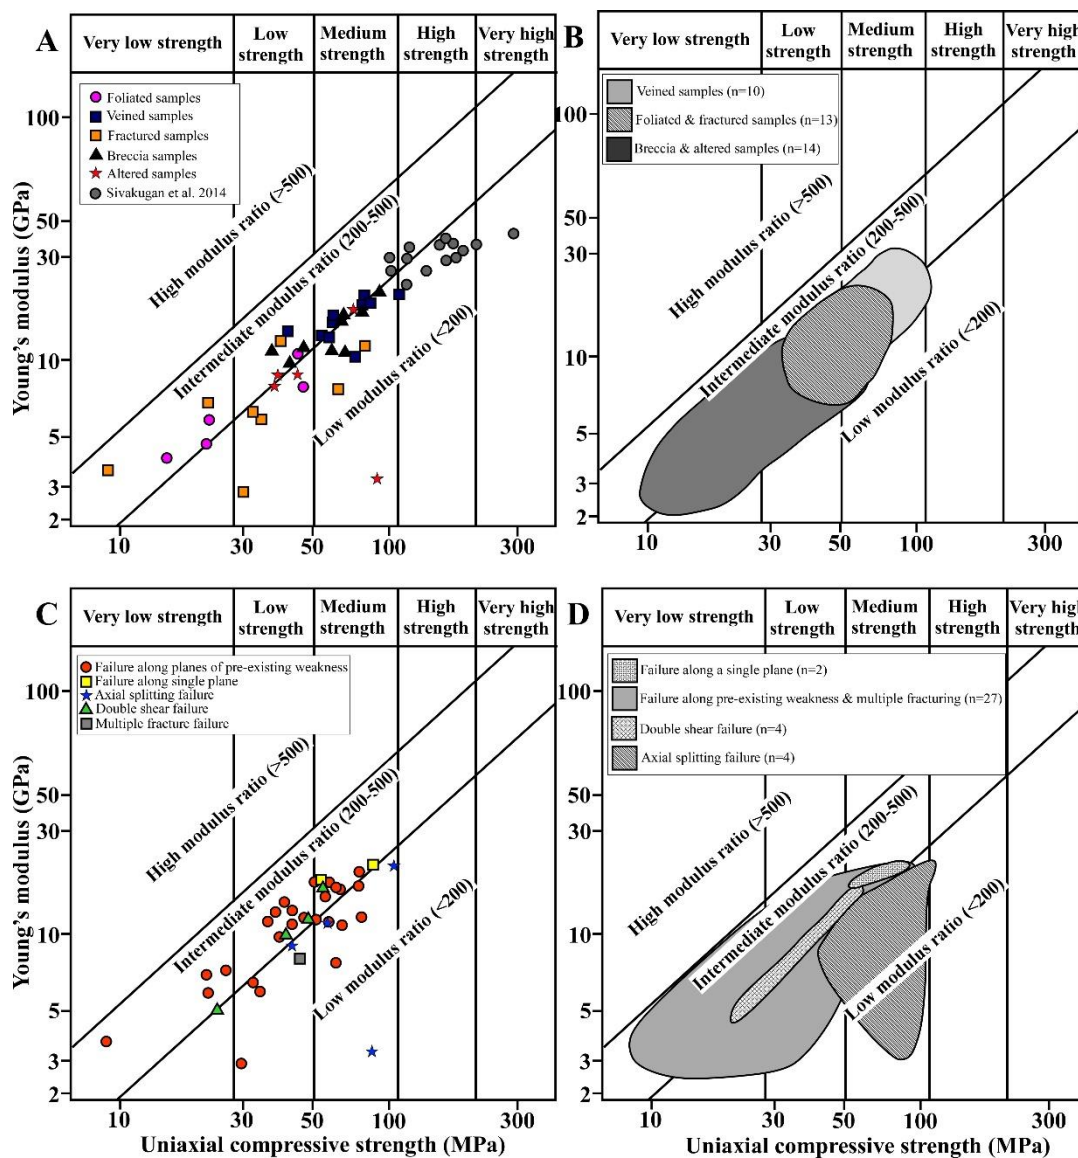 A
Very low strength
Low
strength
Medium
strength
High
strength
Very high
strength
Foliated samples
Veined samples
Fractured samples
Breccia samples
Altered samples
Sivakugan et al. 2014
High modulus ratio (>500)
Intermediate modulus ratio (200-500)
Low modulus ratio (<200)
Young's modulus (GPa)
100
50
30
10
5
3
2
10
30
50
100
300
B
Very low strength
Low
strength
Medium
strength
High
strength
Very high
strength
Veined samples (n=10)
Foliated & fractured samples (n=13)
Breccia & altered samples (n=14)
High modulus ratio (>500)
Intermediate modulus ratio (200-500)
Low modulus ratio (<200)
100
50
30
10
5
3
2
10
30
50
100
300
C
Very low strength
Low
strength
Medium
strength
High
strength
Very high
strength
Failure along planes of pre-existing weakness
Failure along single plane
Axial splitting failure
Double shear failure
Multiple fracture failure
High modulus ratio (>500)
Intermediate modulus ratio (200-500)
Low modulus ratio (<200)
Young's modulus (GPa)
100
50
30
10
5
3
2
10
30
50
100
300
Uniaxial compressive strength (MPa)
D
Very low strength
Low
strength
Medium
strength
High
strength
Very high
strength
Failure along a single plane (n=2)
Failure along pre-existing weakness & multiple fracturing (n=27)
Double shear failure (n=4)
Axial splitting failure (n=4)
High modulus ratio (>500)
Intermediate modulus ratio (200-500)
Low modulus ratio (<200)
100
50
30
10
5
3
2
10
30
50
100
300
Uniaxial compressive strength (MPa)